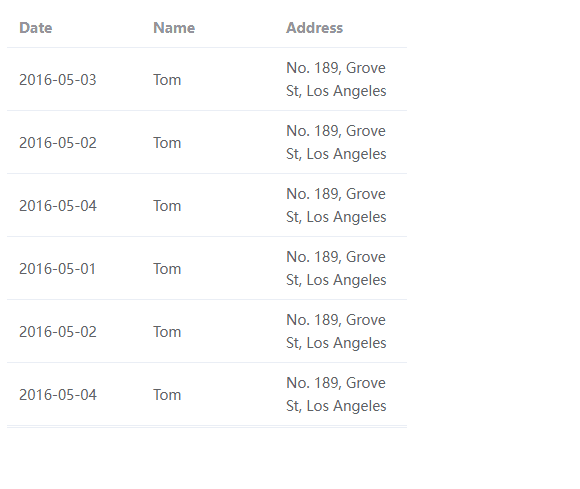 Date Name Address
2016-05-03 Tom No. 189, Grove
St, Los Angeles
2016-05-02 Tom No. 189, Grove
St, Los Angeles
2016-05-04 Tom No. 189, Grove
St, Los Angeles
2016-05-01 Tom No. 189, Grove
St, Los Angeles
2016-05-02 Tom No. 189, Grove
St, Los Angeles
2016-05-04 Tom No. 189, Grove
St, Los Angeles